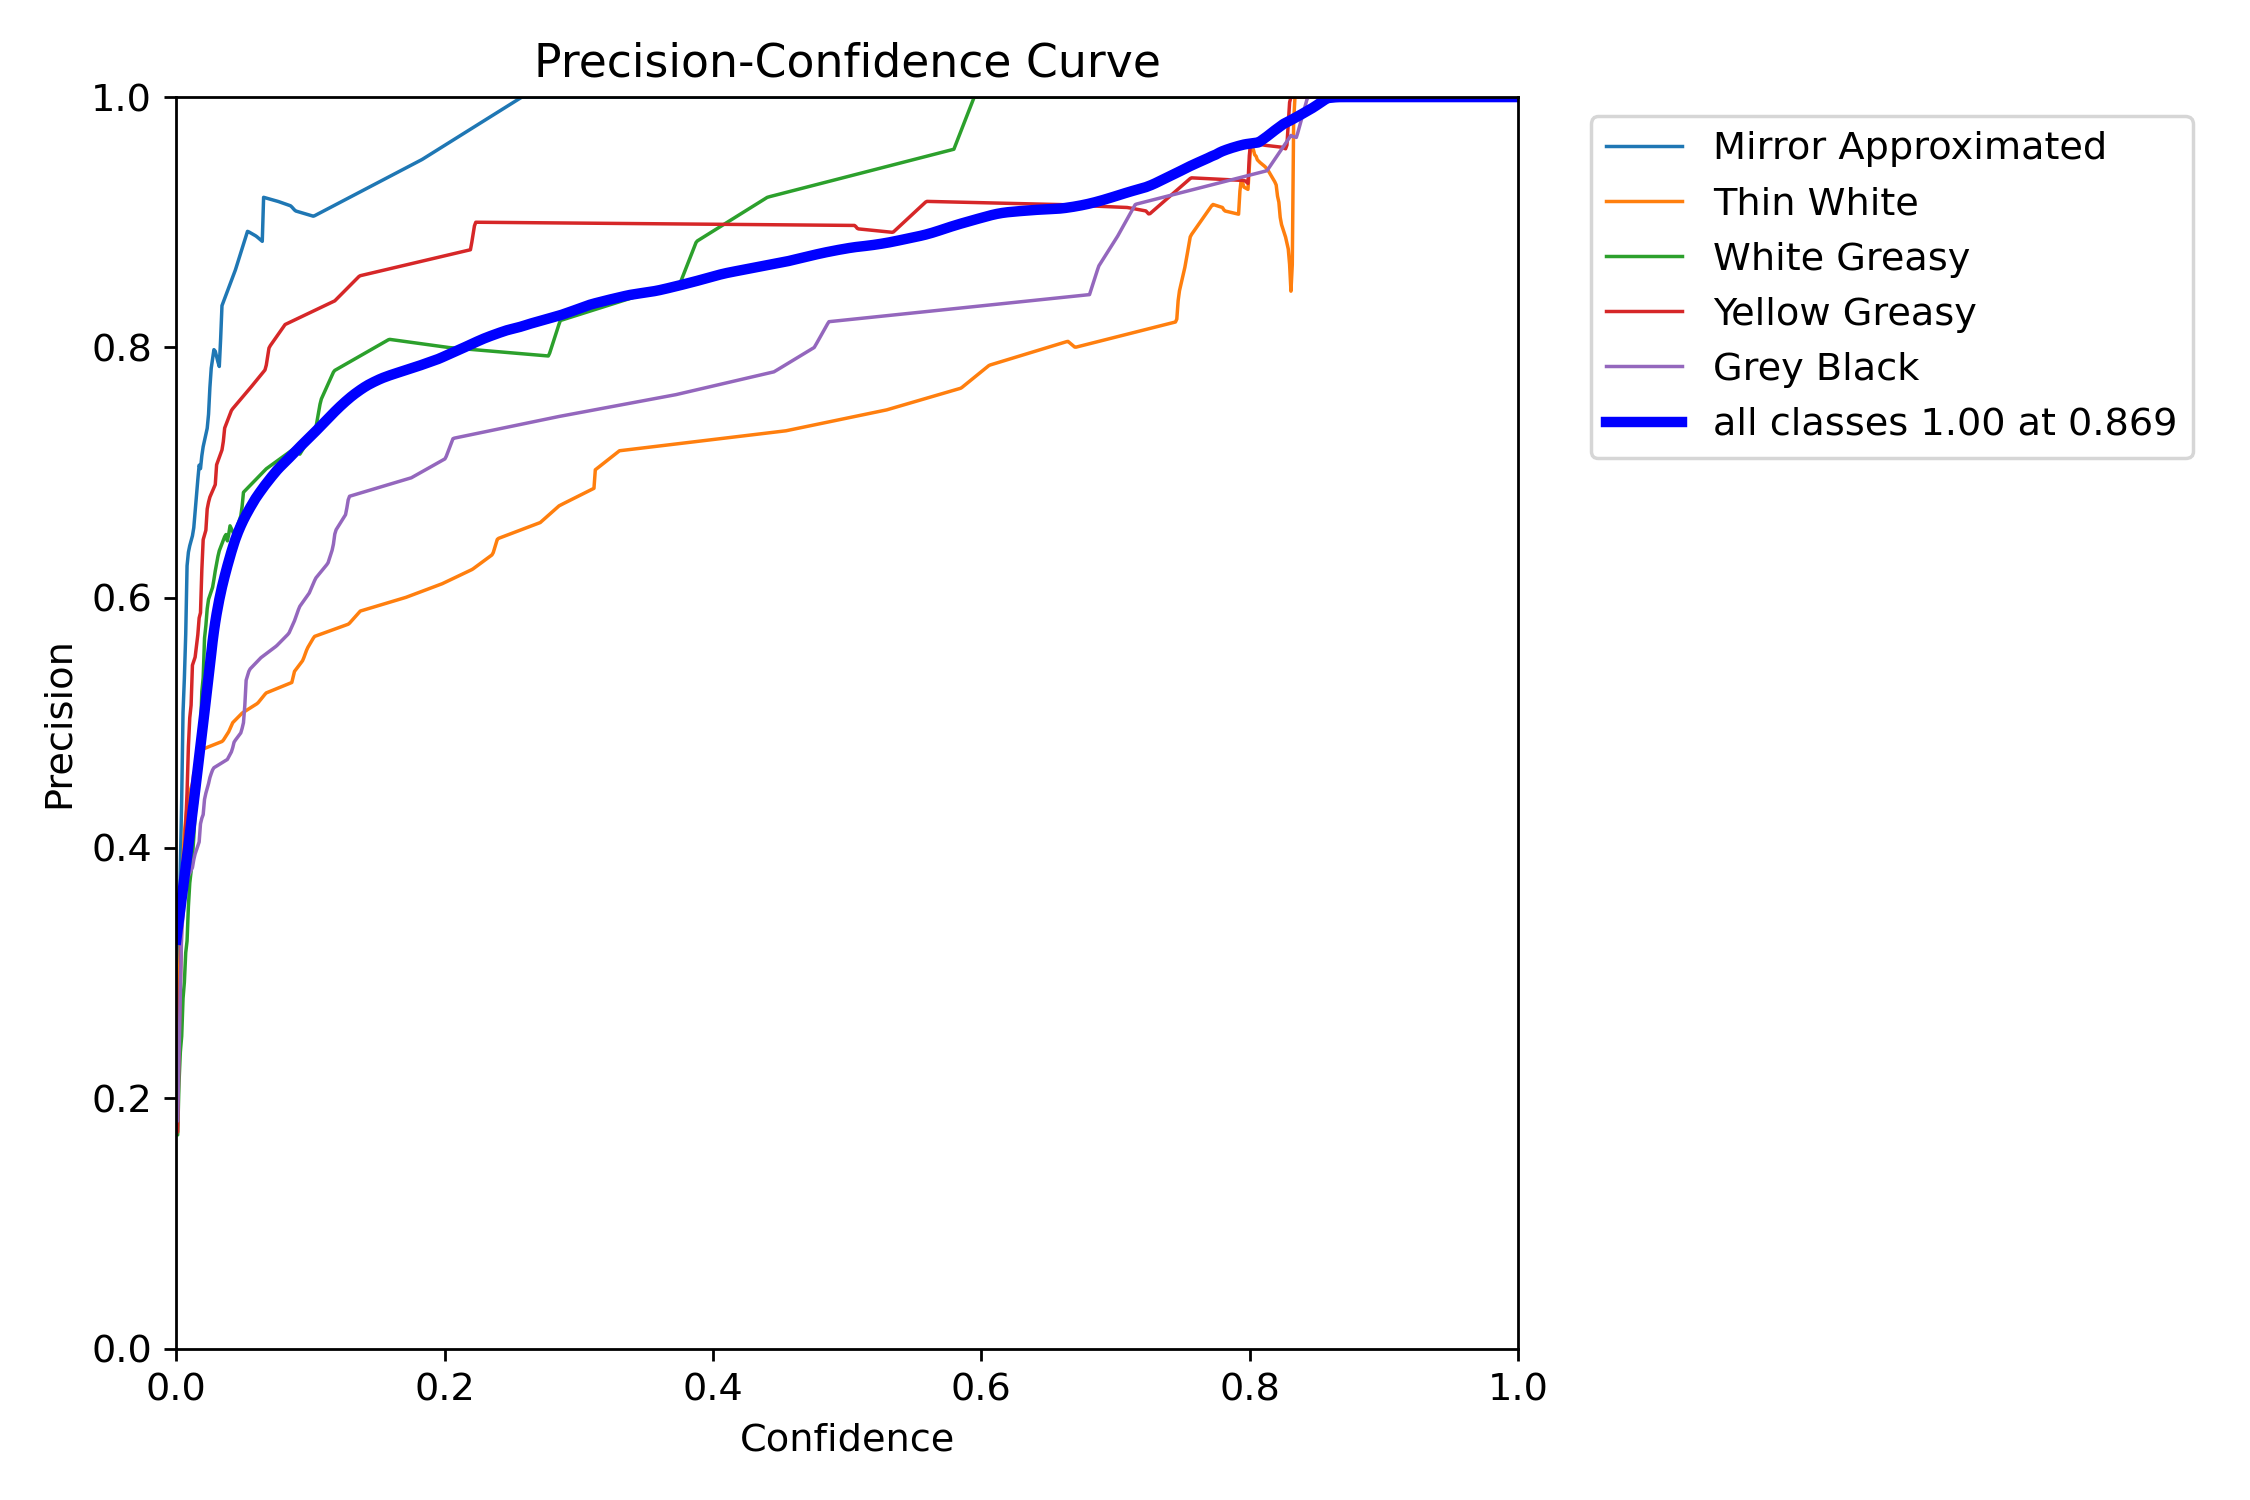 Precision-Confidence Curve
1.0
0.8
0.6
0.4
0.2
0.0
Precision
0.0 0.2 0.4 0.6 0.8 1.0
Confidence
Mirror Approximated
Thin White
White Greasy
Yellow Greasy
Grey Black
all classes 1.00 at 0.869